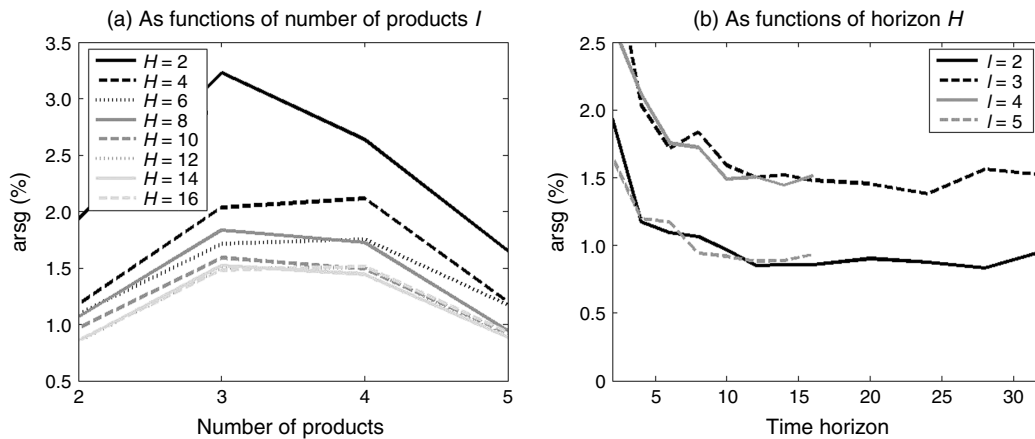 (a) As functions of number of products I
3.5
3.0
2.5
2.0
1.5
1.0
0.5
arsg (%)
H = 2
H = 4
H = 6
H = 8
H = 10
H = 12
H = 14
H = 16
2 3 4 5
Number of products
(b) As functions of horizon H
2.5
2.0
1.5
1.0
0.5
0
arsg (%)
I = 2
I = 3
I = 4
I = 5
5 10 15 20 25 30
Time horizon